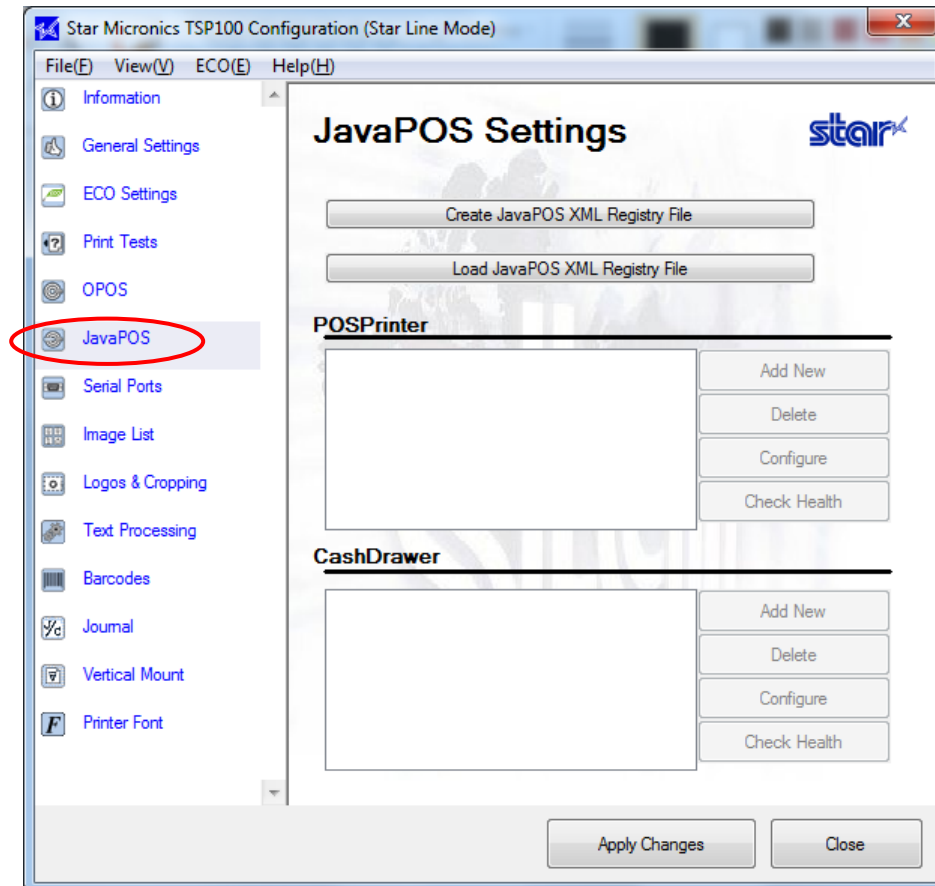 Star Micronics TSP100 Configuration (Star Line Mode)
File(F) View(V) ECO(E) Help(H)
Information
General Settings
ECO Settings
Print Tests
OPOS
JavaPOS
Serial Ports
Image List
Logos & Cropping
Text Processing
Barcodes
Journal
Vertical Mount
Printer Font
JavaPOS Settings
star
Create JavaPOS XML Registry File
Load JavaPOS XML Registry File
POSPrinter
Add New
Delete
Configure
Check Health
CashDrawer
Add New
Delete
Configure
Check Health
Apply Changes
Close